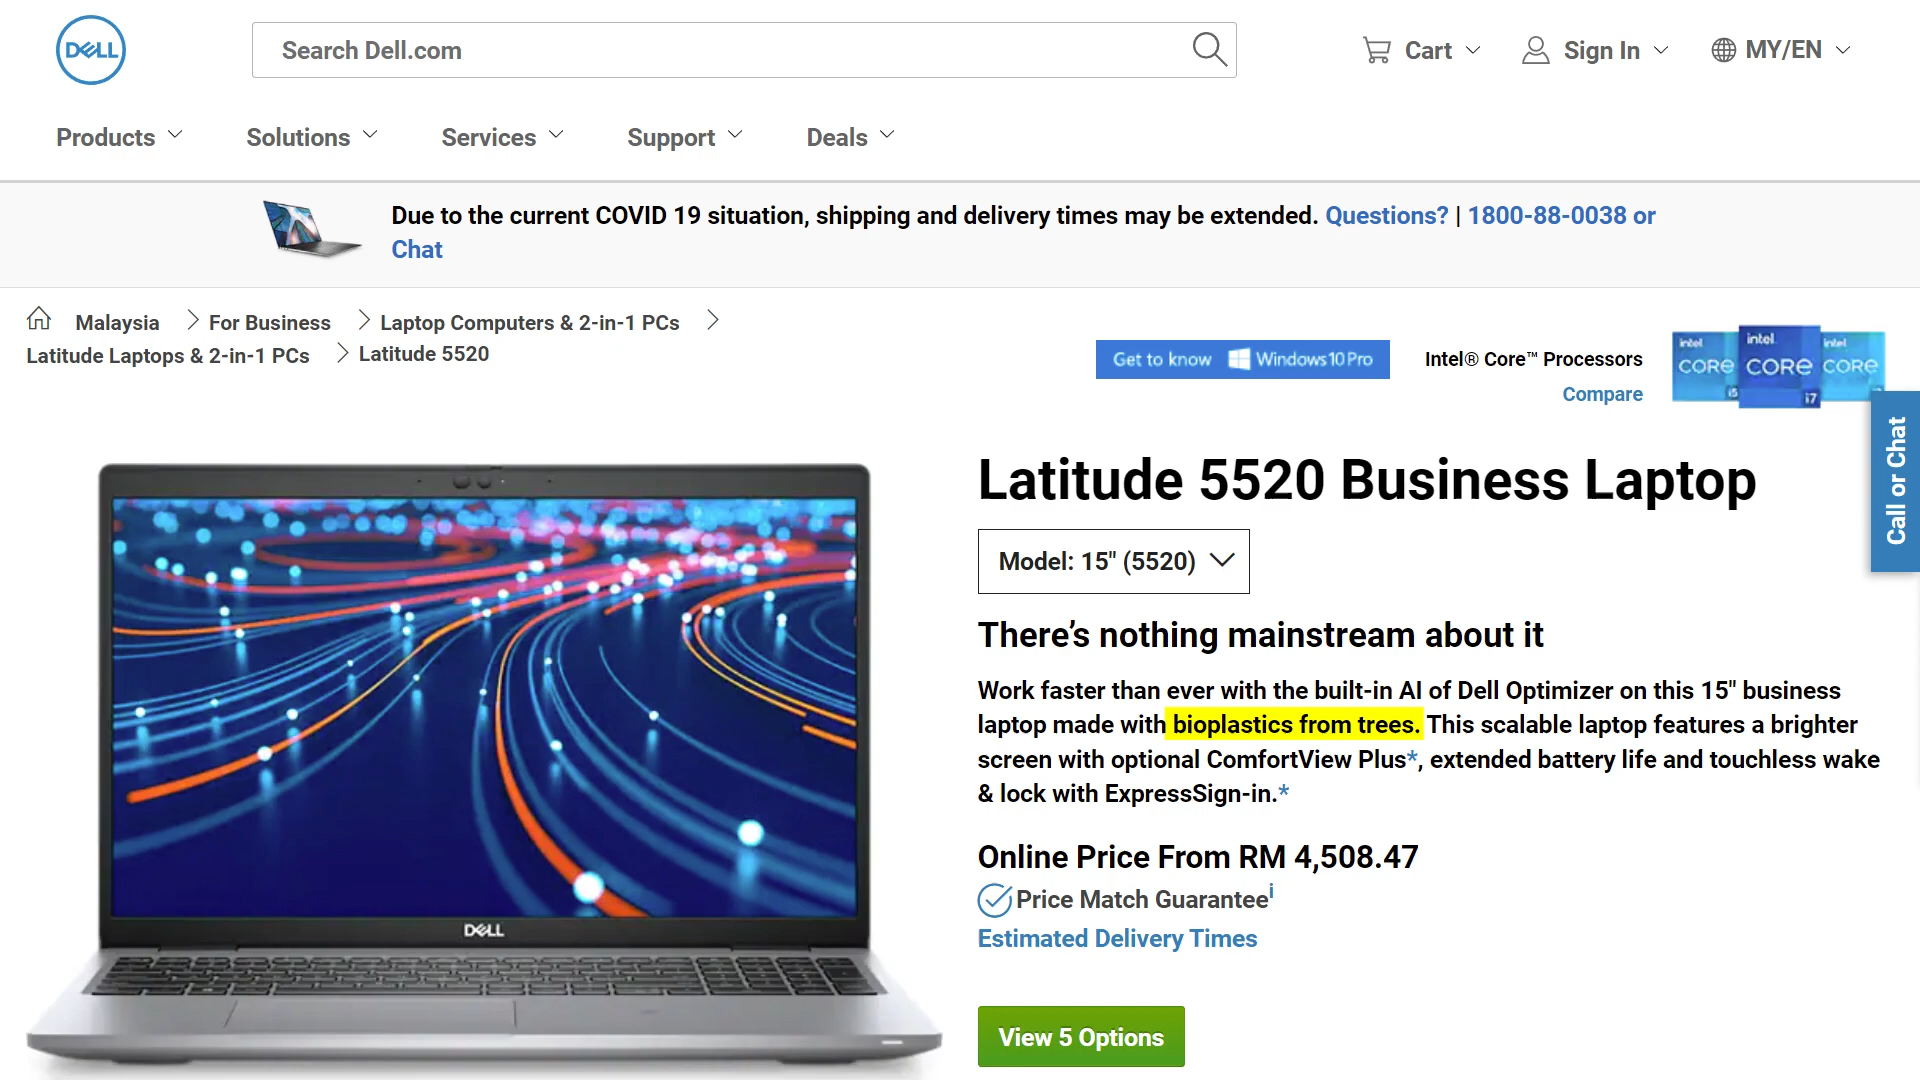 DELL
Search Dell.com
Cart
Sign In
MY/EN
Products
Solutions
Services
Support
Deals
Due to the current COVID 19 situation, shipping and delivery times may be extended. Questions? | 1800-88-0038 or
Chat
Malaysia
For Business
Laptop Computers & 2-in-1 PCs
Latitude Laptops & 2-in-1 PCs
Latitude 5520
Get to know Windows 10 Pro
Intel® Core™ Processors
Compare
intel CORE i5
intel CORE i7
intel CORE
Call or Chat
Latitude 5520 Business Laptop
Model: 15" (5520)
There’s nothing mainstream about it
Work faster than ever with the built-in AI of Dell Optimizer on this 15" business
laptop made with bioplastics from trees. This scalable laptop features a brighter
screen with optional ComfortView Plus*, extended battery life and touchless wake
& lock with ExpressSign-in.*
Online Price From RM 4,508.47
Price Match Guarantee i
Estimated Delivery Times
View 5 Options
DELL